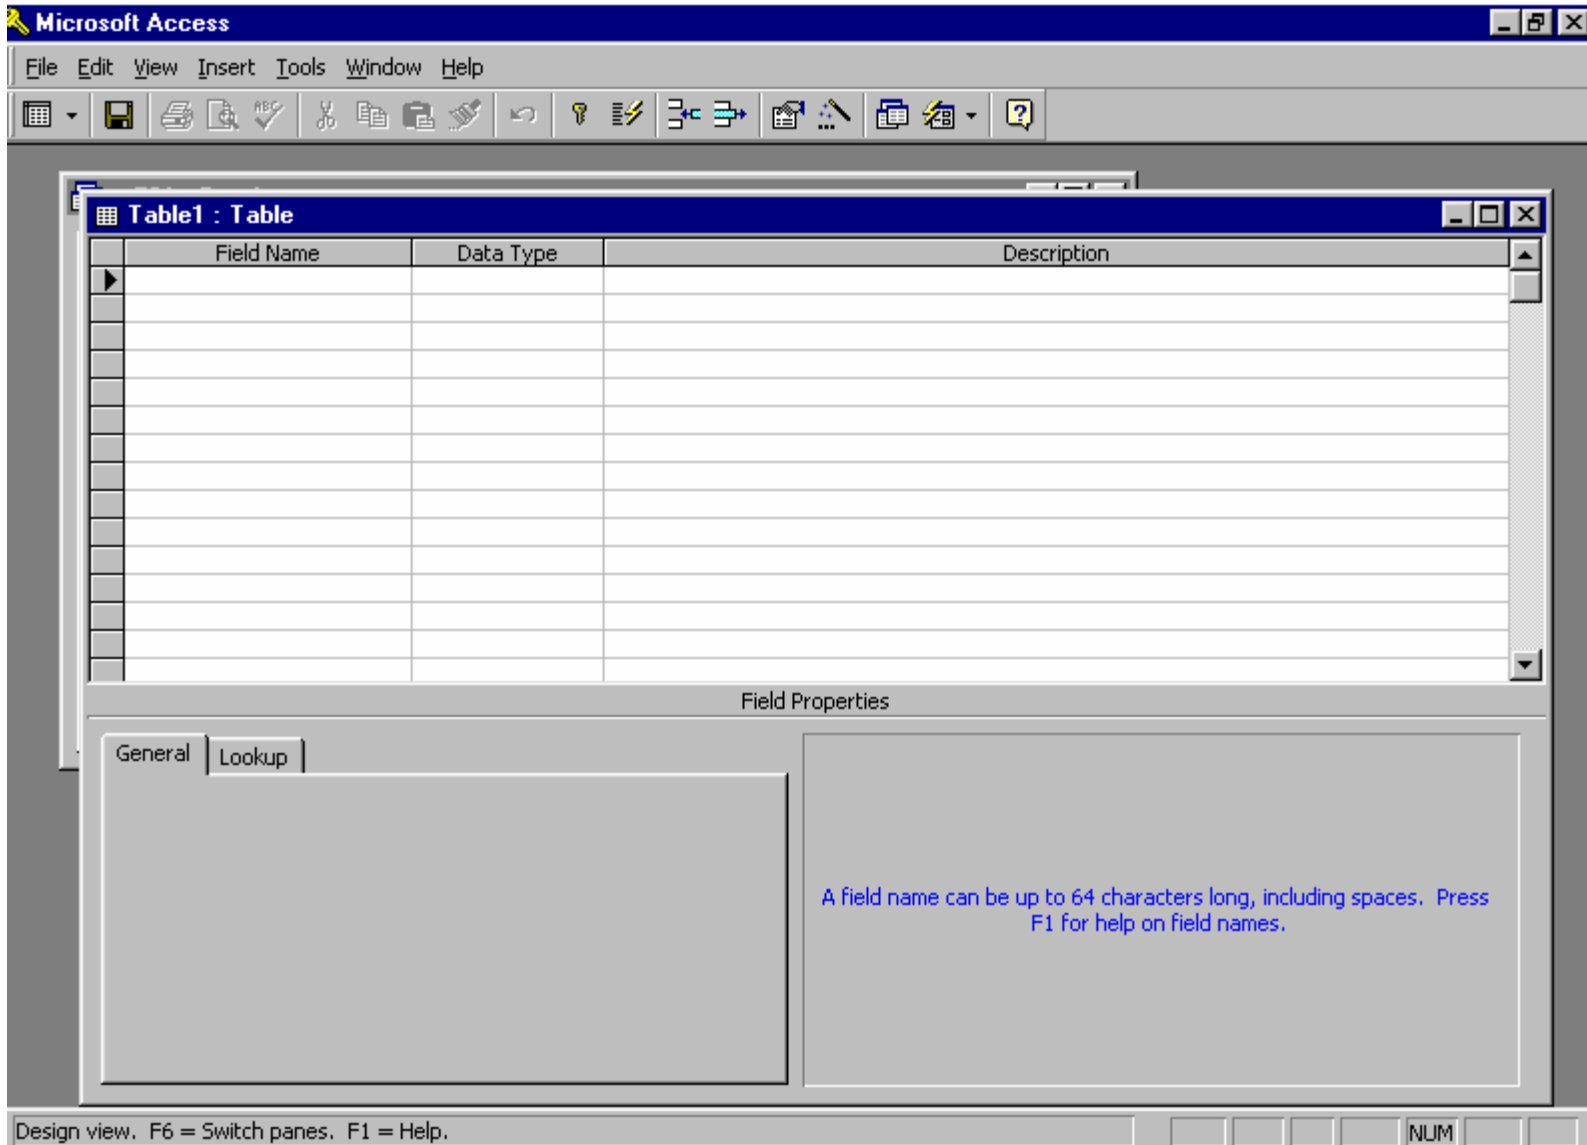 Microsoft Access
File Edit View Insert Tools Window Help
ABC
Table1 : Table
Field Name Data Type Description
Field Properties
General Lookup
A field name can be up to 64 characters long, including spaces. Press
F1 for help on field names.
Design view. F6 = Switch panes. F1 = Help.
NUM